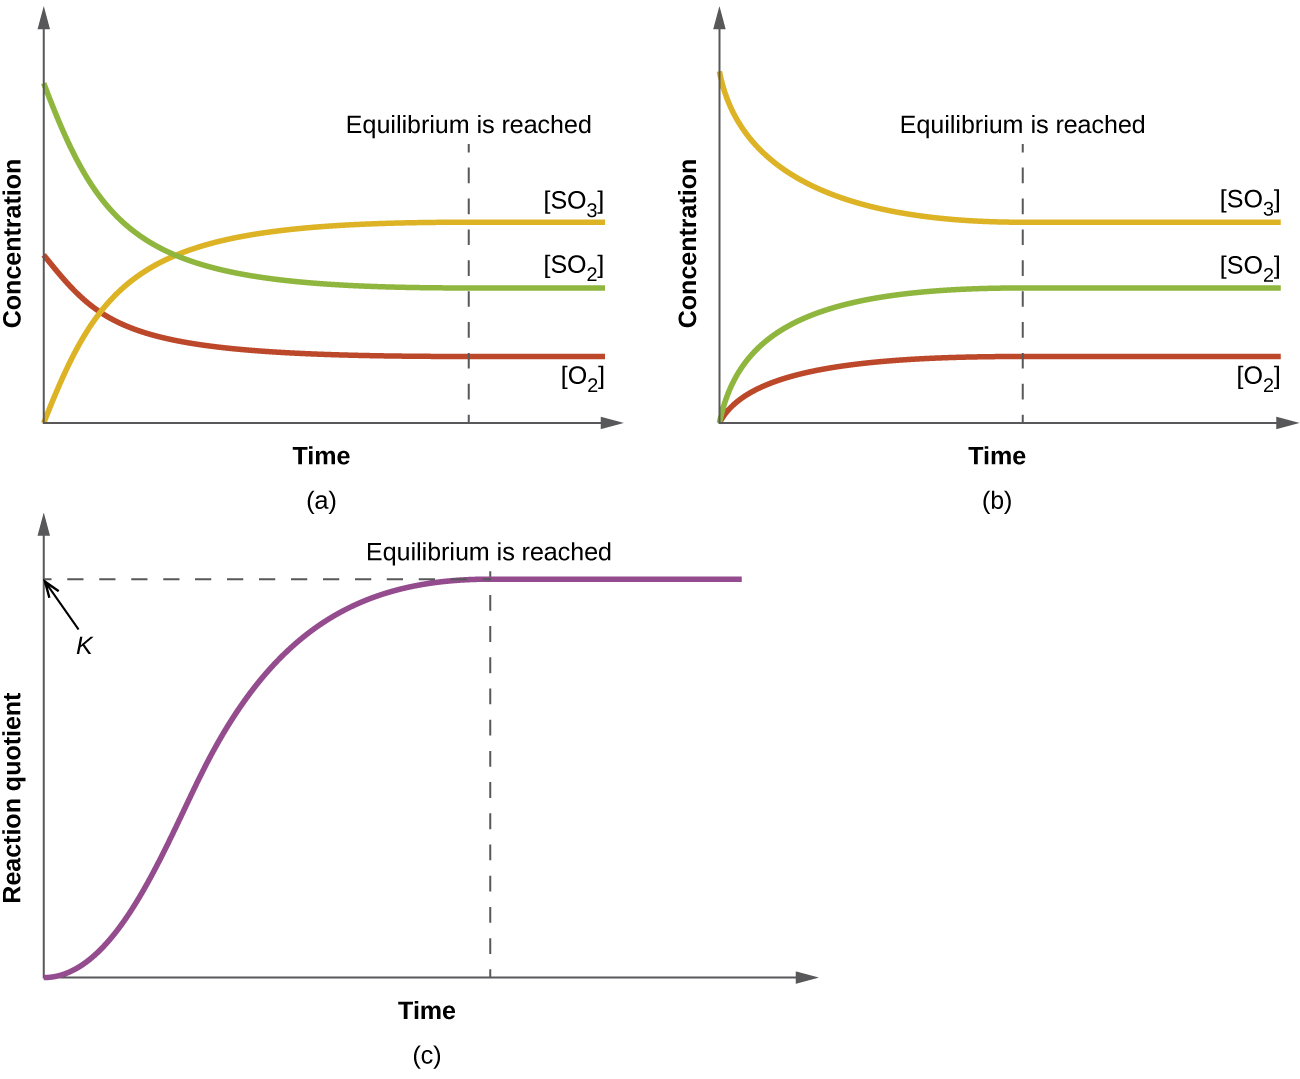 Equilibrium is reached
[SO3]
[SO2]
[O2]
Concentration
Time
(a)
Equilibrium is reached
[SO3]
[SO2]
[O2]
Concentration
Time
(b)
Equilibrium is reached
K
Reaction quotient
Time
(c)